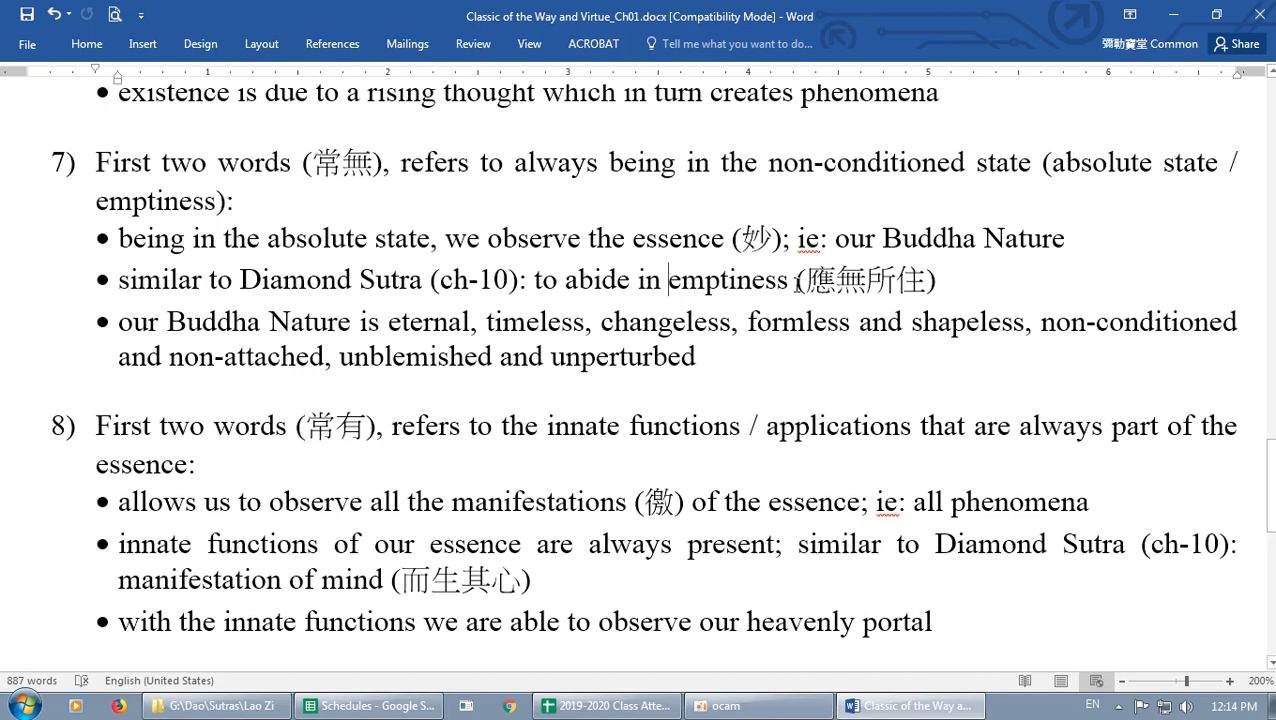 Classic of the Way and Virtue_Ch01.docx [Compatibility Mode] - Word
File Home Insert Design Layout References Mailings Review View ACROBAT Tell me what you want to do... 彌勒寶堂 Common Share
1 2 3 4 5 6
• existence is due to a rising thought which in turn creates phenomena
7) First two words (常無), refers to always being in the non-conditioned state (absolute state /
emptiness):
• being in the absolute state, we observe the essence (妙); ie: our Buddha Nature
• similar to Diamond Sutra (ch-10): to abide in emptiness (應無所住)
• our Buddha Nature is eternal, timeless, changeless, formless and shapeless, non-conditioned
and non-attached, unblemished and unperturbed
8) First two words (常有), refers to the innate functions / applications that are always part of the
essence:
• allows us to observe all the manifestations (徼) of the essence; ie: all phenomena
• innate functions of our essence are always present; similar to Diamond Sutra (ch-10):
manifestation of mind (而生其心)
• with the innate functions we are able to observe our heavenly portal
887 words English (United States) 200%
G:\Dao\Sutras\Lao Zi Schedules - Google S... 2019-2020 Class Atte... ocam Classic of the Way a... EN 12:14 PM